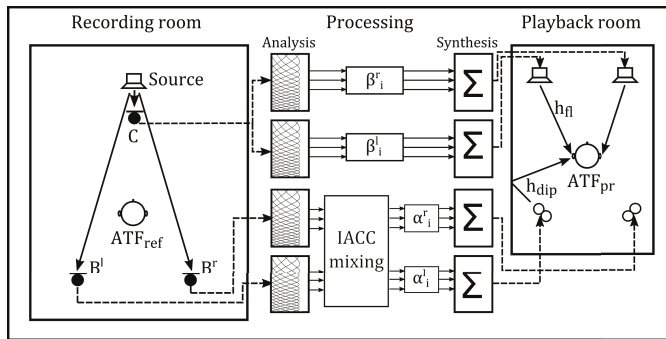 Recording room
Processing
Playback room
Analysis
Synthesis
Source
C
ATF_ref
B^l
B^r
β^r_i
β^l_i
IACC
mixing
α^r_i
α^l_i
Σ
Σ
Σ
Σ
h_fl
h_dip
ATF_pr